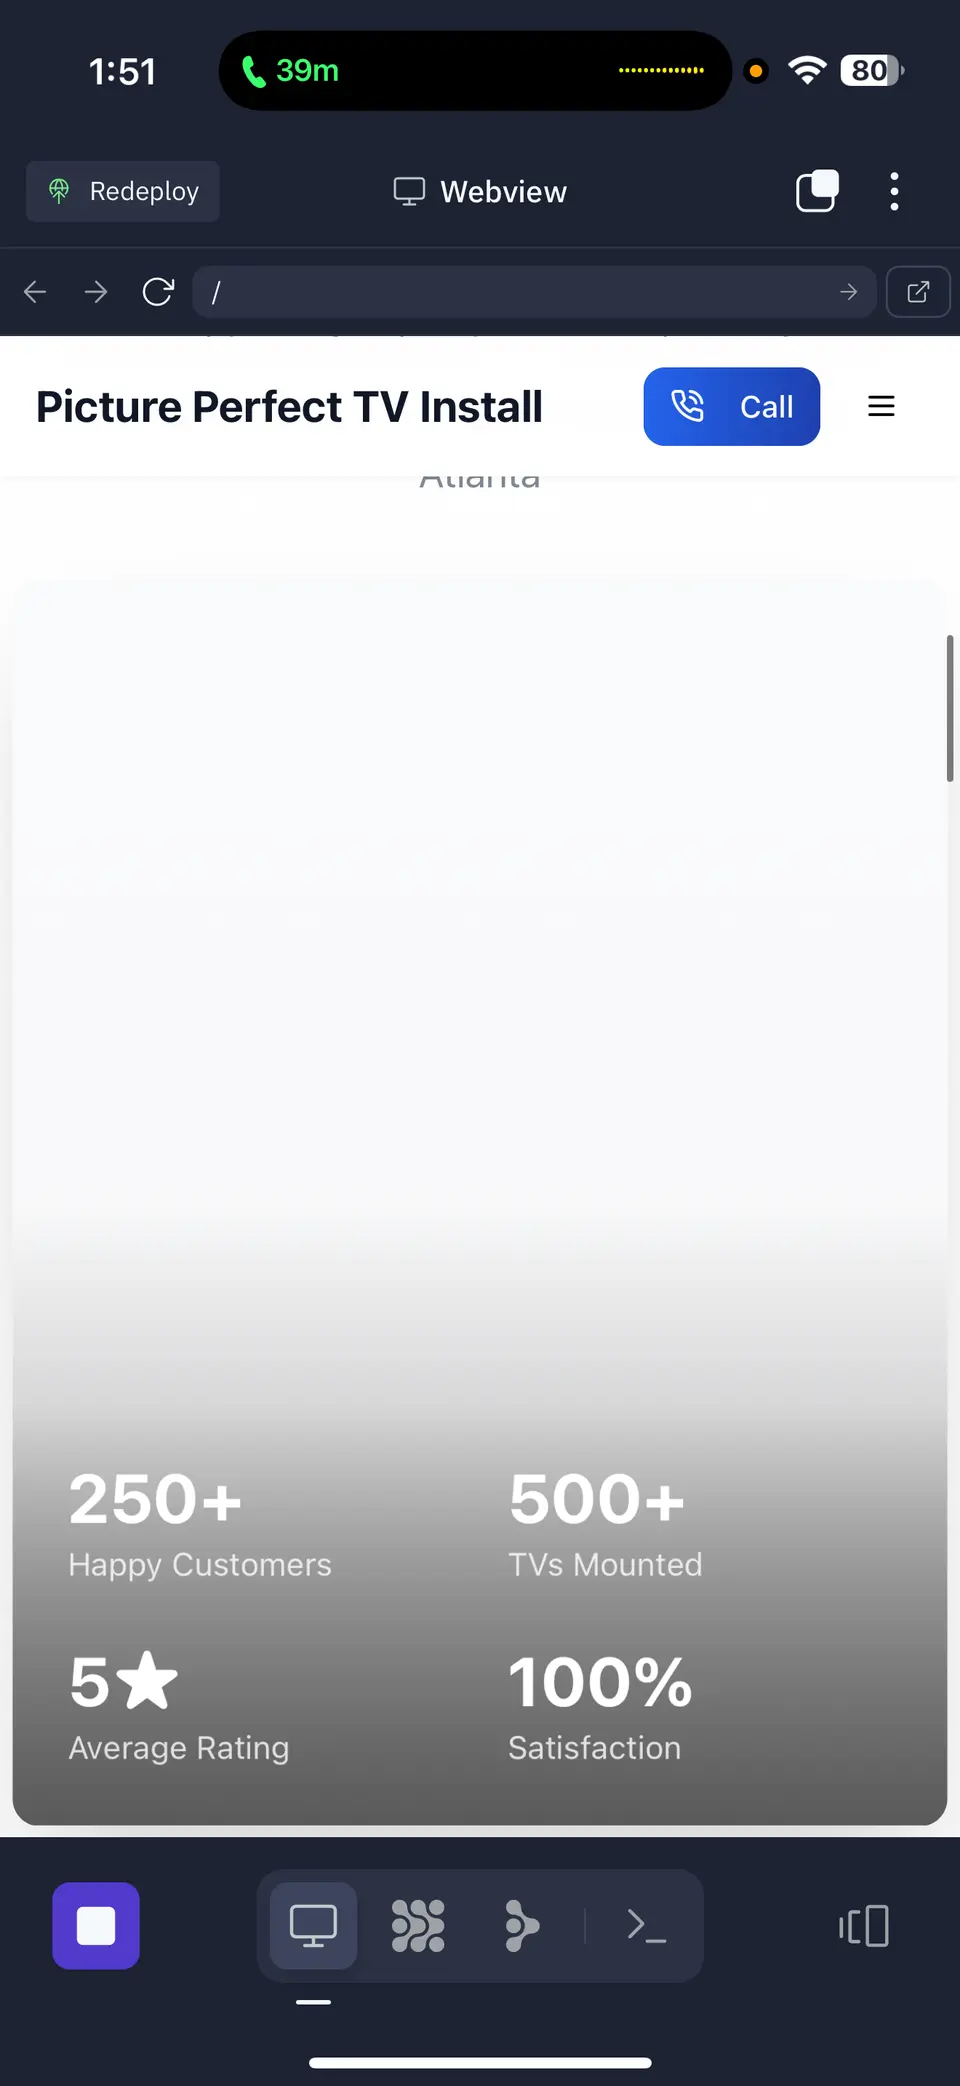 1:51
39m
80
Redeploy
Webview
/
Picture Perfect TV Install
Call
Atlanta
250+
Happy Customers
500+
TVs Mounted
5★
Average Rating
100%
Satisfaction